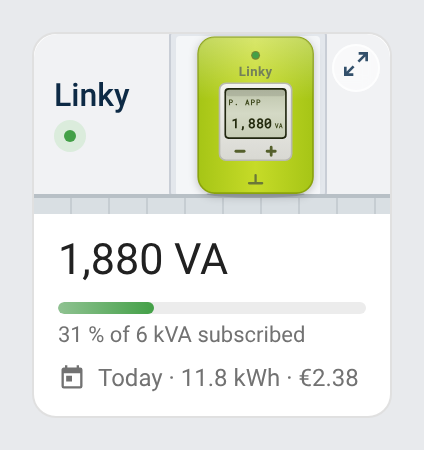 Linky
Linky
P. APP
1,880 VA
1,880 VA
31 % of 6 kVA subscribed
Today · 11.8 kWh · €2.38